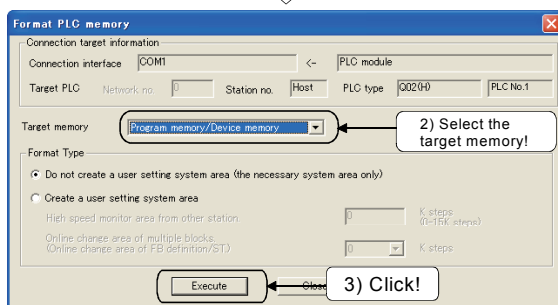 Format PLC memory
Connection target information
Connection interface COM1 <- PLC module
Target PLC Network no. 0 Station no. Host PLC type Q02(H) PLC No.1
Target memory Program memory/Device memory
2) Select the
target memory!
Format Type
Do not create a user setting system area (the necessary system area only)
Create a user setting system area
High speed monitor area from other station. 0 K steps
(0-15K steps)
Online change area of multiple blocks.
(Online change area of FB definition/ST.) 0 K steps
Execute Close 3) Click!